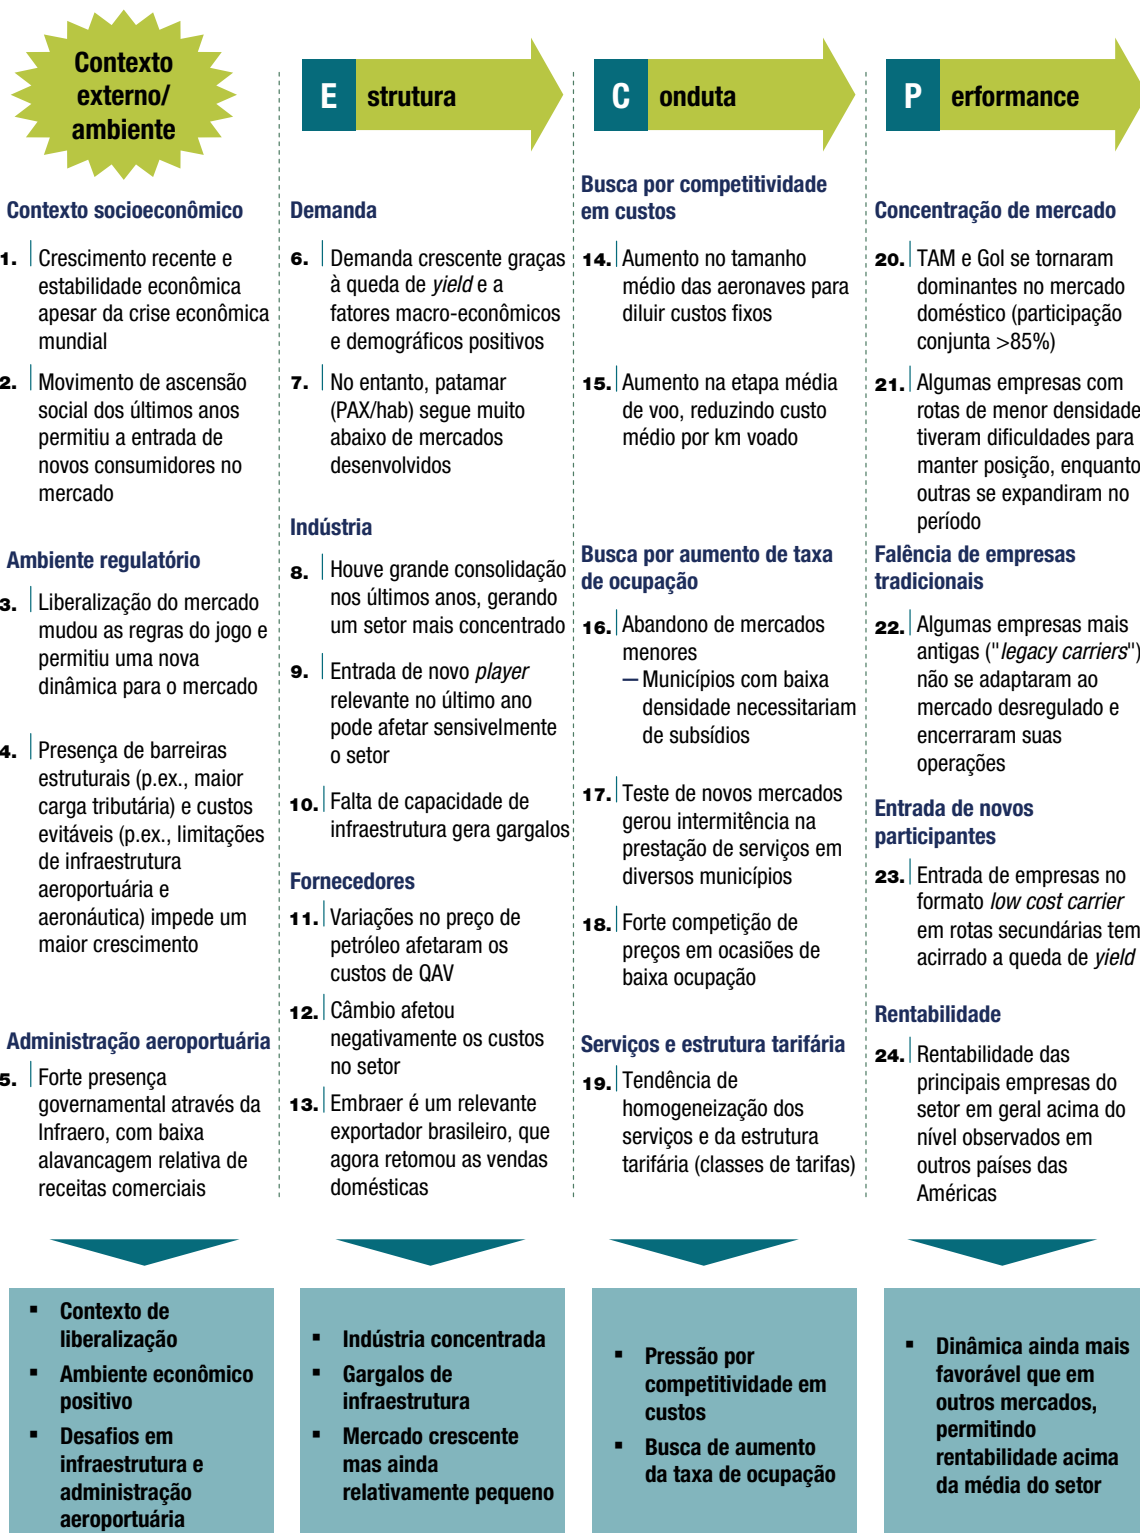 Contexto
externo/
ambiente
Contexto socioeconômico
1. Crescimento recente e
estabilidade econômica
apesar da crise econômica
mundial
2. Movimento de ascensão
social dos últimos anos
permitiu a entrada de
novos consumidores no
mercado
Ambiente regulatório
3. Liberalização do mercado
mudou as regras do jogo e
permitiu uma nova
dinâmica para o mercado
4. Presença de barreiras
estruturais (p.ex., maior
carga tributária) e custos
evitáveis (p.ex., limitações
de infraestrutura
aeroportuária e
aeronáutica) impede um
maior crescimento
Administração aeroportuária
5. Forte presença
governamental através da
Infraero, com baixa
alavancagem relativa de
receitas comerciais
▪ Contexto de
liberalização
▪ Ambiente econômico
positivo
▪ Desafios em
infraestrutura e
administração
aeroportuária
E strutura
Demanda
6. Demanda crescente graças
à queda de yield e a
fatores macro-econômicos
e demográficos positivos
7. No entanto, patamar
(PAX/hab) segue muito
abaixo de mercados
desenvolvidos
Indústria
8. Houve grande consolidação
nos últimos anos, gerando
um setor mais concentrado
9. Entrada de novo player
relevante no último ano
pode afetar sensivelmente
o setor
10. Falta de capacidade de
infraestrutura gera gargalos
Fornecedores
11. Variações no preço de
petróleo afetaram os
custos de QAV
12. Câmbio afetou
negativamente os custos
no setor
13. Embraer é um relevante
exportador brasileiro, que
agora retomou as vendas
domésticas
▪ Indústria concentrada
▪ Gargalos de
infraestrutura
▪ Mercado crescente
mas ainda
relativamente pequeno
C onduta
Busca por competitividade
em custos
14. Aumento no tamanho
médio das aeronaves para
diluir custos fixos
15. Aumento na etapa média
de voo, reduzindo custo
médio por km voado
Busca por aumento de taxa
de ocupação
16. Abandono de mercados
menores
— Municípios com baixa
densidade necessitariam
de subsídios
17. Teste de novos mercados
gerou intermitência na
prestação de serviços em
diversos municípios
18. Forte competição de
preços em ocasiões de
baixa ocupação
Serviços e estrutura tarifária
19. Tendência de
homogeneização dos
serviços e da estrutura
tarifária (classes de tarifas)
▪ Pressão por
competitividade em
custos
▪ Busca de aumento
da taxa de ocupação
P erformance
Concentração de mercado
20. TAM e Gol se tornaram
dominantes no mercado
doméstico (participação
conjunta >85%)
21. Algumas empresas com
rotas de menor densidade
tiveram dificuldades para
manter posição, enquanto
outras se expandiram no
período
Falência de empresas
tradicionais
22. Algumas empresas mais
antigas ("legacy carriers")
não se adaptaram ao
mercado desregulado e
encerraram suas
operações
Entrada de novos
participantes
23. Entrada de empresas no
formato low cost carrier
em rotas secundárias tem
acirrado a queda de yield
Rentabilidade
24. Rentabilidade das
principais empresas do
setor em geral acima do
nível observados em
outros países das
Américas
▪ Dinâmica ainda mais
favorável que em
outros mercados,
permitindo
rentabilidade acima
da média do setor